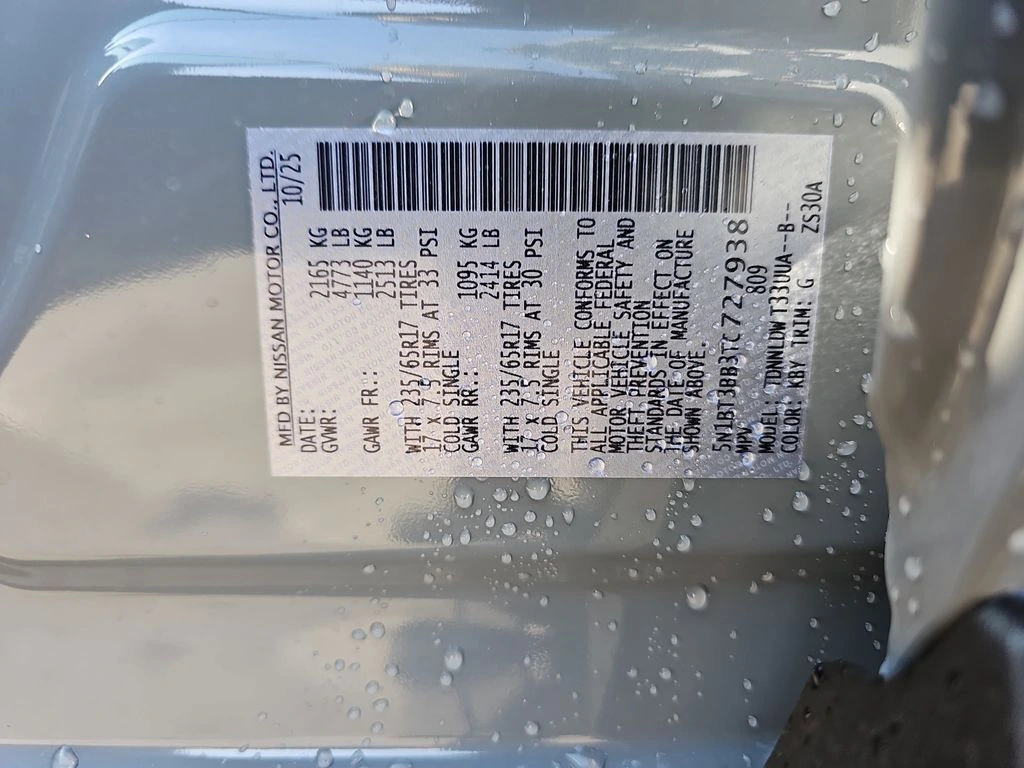 MFD BY NISSAN MOTOR CO., LTD.
DATE: 10/25
GVWR: 2165 KG
4773 LB
GAWR FR.: 1140 KG
2513 LB
WITH 235/65R17 TIRES
17 X 7.5 RIMS AT 33 PSI
COLD SINGLE
GAWR RR.: 1095 KG
2414 LB
WITH 235/65R17 TIRES
17 X 7.5 RIMS AT 30 PSI
COLD SINGLE
THIS VEHICLE CONFORMS TO
ALL APPLICABLE FEDERAL
MOTOR VEHICLE SAFETY AND
THEFT PREVENTION
STANDARDS IN EFFECT ON
THE DATE OF MANUFACTURE
SHOWN ABOVE.
5N1BT3BB3TC727938
MPV 809
MODEL: TDNNLDW T33UUA--B--
COLOR: KBY TRIM: G ZS30A